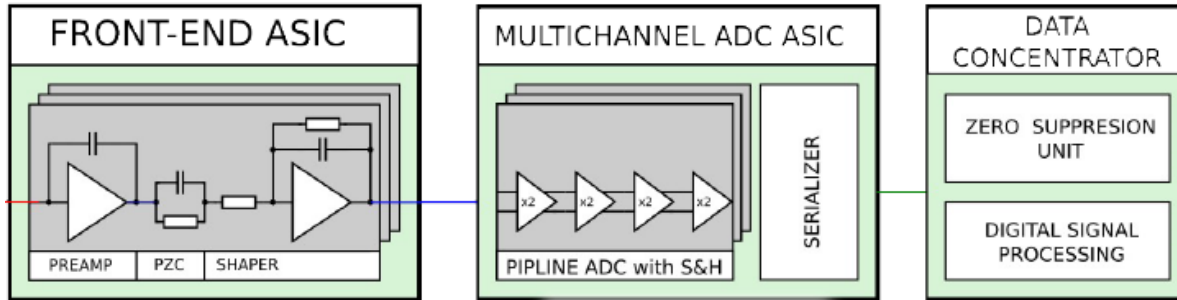 FRONT-END ASIC
PREAMP
PZC
SHAPER
MULTICHANNEL ADC ASIC
x2
x2
x2
x2
PIPLINE ADC with S&H
SERIALIZER
DATA
CONCENTRATOR
ZERO SUPPRESION
UNIT
DIGITAL SIGNAL
PROCESSING